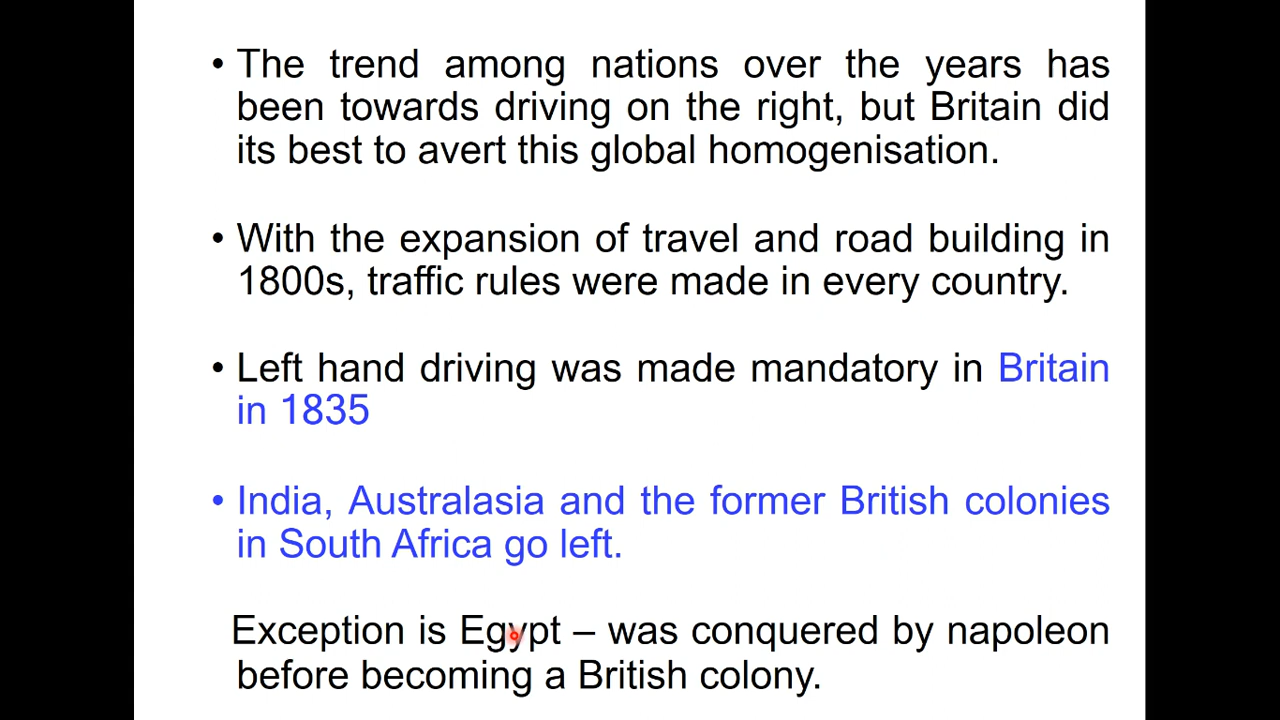 • The trend among nations over the years has
been towards driving on the right, but Britain did
its best to avert this global homogenisation.
• With the expansion of travel and road building in
1800s, traffic rules were made in every country.
• Left hand driving was made mandatory in Britain
in 1835
• India, Australasia and the former British colonies
in South Africa go left.
Exception is Egypt – was conquered by napoleon
before becoming a British colony.